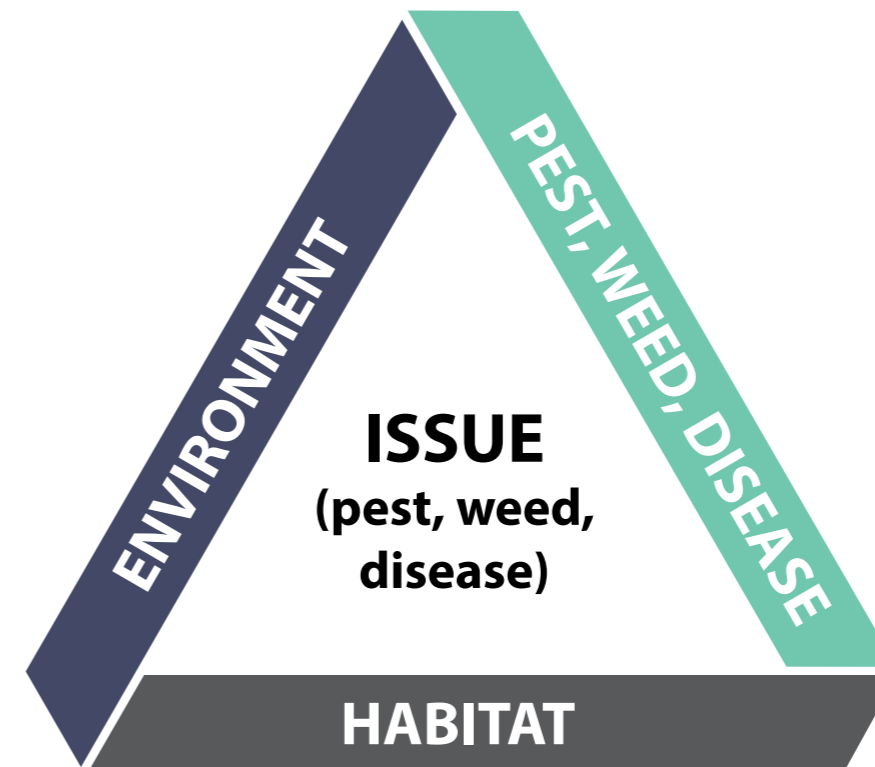 ENVIRONMENT
PEST, WEED, DISEASE
ISSUE
(pest, weed,
disease)
HABITAT